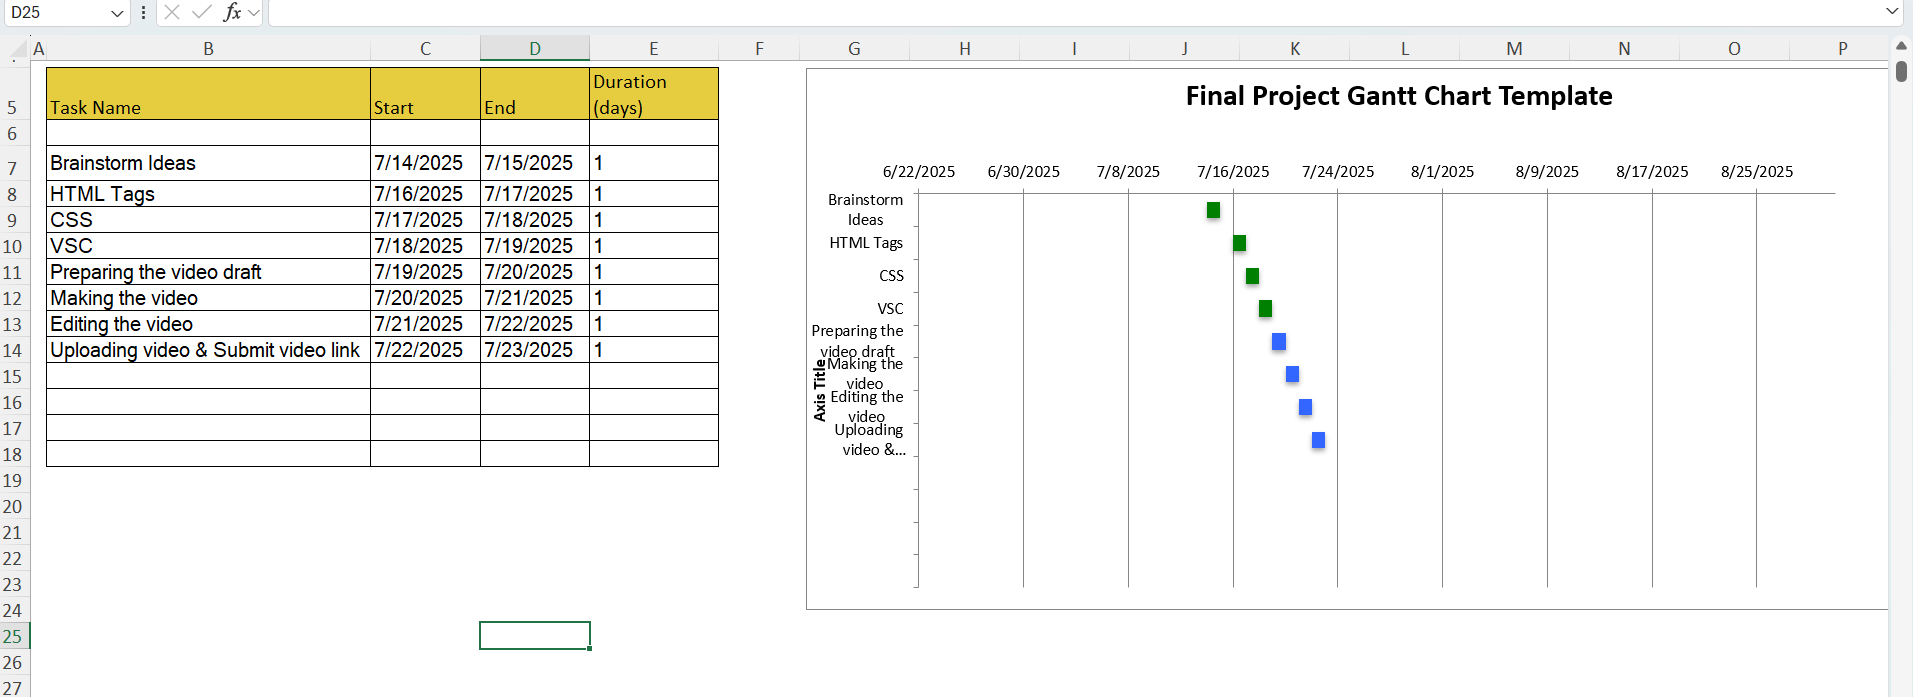 D25
fx
A B C D E F G H I J K L M N O P
5
6
7
8
9
10
11
12
13
14
15
16
17
18
19
20
21
22
23
24
25
26
27
Task Name Start End Duration (days)
Brainstorm Ideas 7/14/2025 7/15/2025 1
HTML Tags 7/16/2025 7/17/2025 1
CSS 7/17/2025 7/18/2025 1
VSC 7/18/2025 7/19/2025 1
Preparing the video draft 7/19/2025 7/20/2025 1
Making the video 7/20/2025 7/21/2025 1
Editing the video 7/21/2025 7/22/2025 1
Uploading video & Submit video link 7/22/2025 7/23/2025 1
Final Project Gantt Chart Template
6/22/2025 6/30/2025 7/8/2025 7/16/2025 7/24/2025 8/1/2025 8/9/2025 8/17/2025 8/25/2025
Axis Title
Brainstorm
Ideas
HTML Tags
CSS
VSC
Preparing the
video draft
Making the
video
Editing the
video
Uploading
video &...